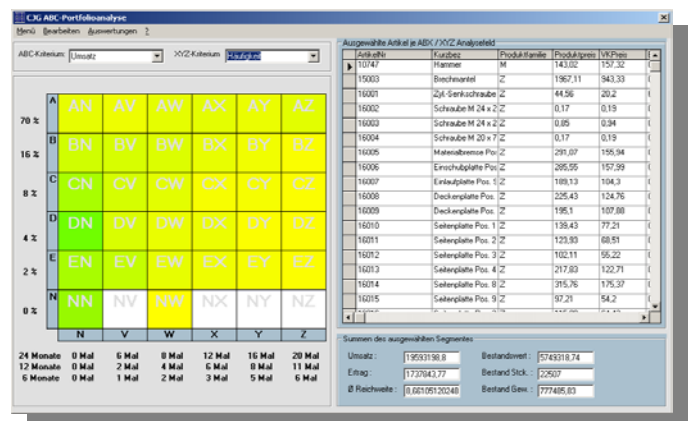 CJG ABC-Portfolioanalyse
Menü Bearbeiten Auswertungen ?
ABC-Kriterium: Umsatz XYZ-Kriterium: Häufigkeit
A AN AV AW AX AY AZ
70 %
B BN BV BW BX BY BZ
16 %
C CN CV CW CX CY CZ
8 %
D DN DV DW DX DY DZ
4 %
E EN EV EW EX EY EZ
2 %
N NN NV NW NX NY NZ
0 %
N V W X Y Z
24 Monate 0 Mal 6 Mal 8 Mal 12 Mal 16 Mal 20 Mal
12 Monate 0 Mal 2 Mal 4 Mal 6 Mal 8 Mal 11 Mal
6 Monate 0 Mal 1 Mal 2 Mal 3 Mal 5 Mal 6 Mal
Ausgewählte Artikel je ABX / XYZ Analysefeld
ArtikelNr Kurzbez Produktfamilie Produktpreis VKPreis
10747 Hammer M 143,02 157,32
15003 Brechmantel Z 1967,11 943,33
16001 Zyl.-Senkschraube Z 44,56 20,2
16002 Schraube M 24 x 2 Z 0,17 0,19
16003 Schraube M 24 x 2 Z 0,85 0,94
16004 Schraube M 20 x 7 Z 0,17 0,19
16005 Materialbremse Pos Z 291,07 155,94
16006 Einschubplatte Pos Z 285,55 157,99
16007 Einlaufplatte Pos. 5 Z 189,13 104,3
16008 Deckenplatte Pos. Z 225,43 124,76
16009 Deckenplatte Pos. Z 195,1 107,88
16010 Seitenplatte Pos. 1 Z 139,43 77,21
16011 Seitenplatte Pos. 2 Z 123,93 68,51
16012 Seitenplatte Pos. 3 Z 102,11 55,22
16013 Seitenplatte Pos. 4 Z 217,83 122,71
16014 Seitenplatte Pos. 8 Z 315,76 175,37
16015 Seitenplatte Pos. 9 Z 97,21 54,2
Summen des ausgewählten Segmentes
Umsatz : 19593198,8 Bestandswert : 5749318,74
Ertrag : 1737843,77 Bestand Stck. : 22507
Ø Reichweite : 8,66105120248 Bestand Gew. : 777485,83